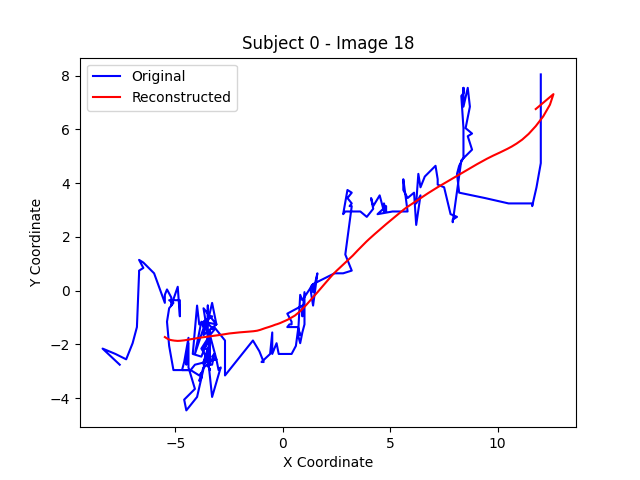 Subject 0 - Image 18
Original
Reconstructed
8
6
4
2
0
−2
−4
Y Coordinate
−5
0
5
10
X Coordinate